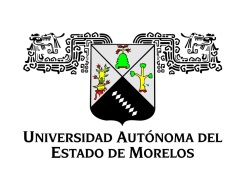 UNIVERSIDAD AUTÓNOMA DEL
ESTADO DE MORELOS